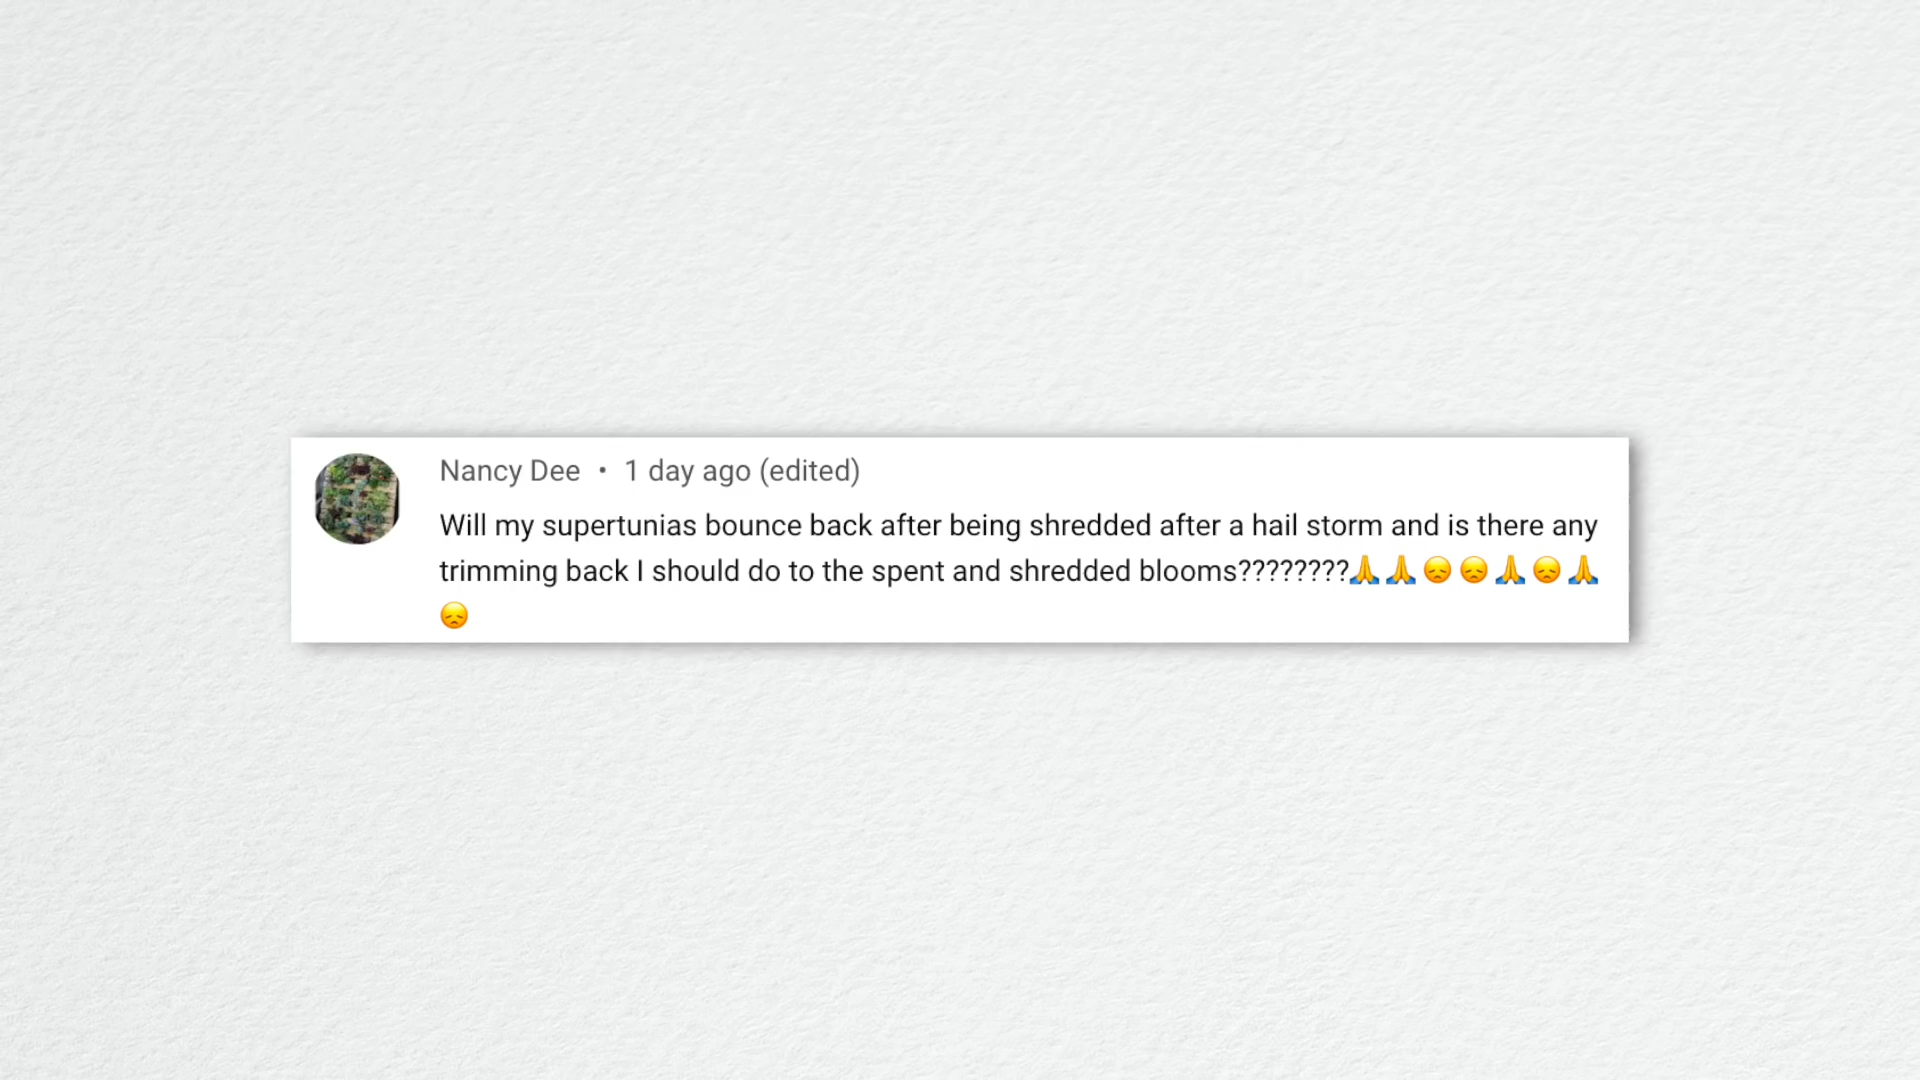 Nancy Dee • 1 day ago (edited)
Will my supertunias bounce back after being shredded after a hail storm and is there any
trimming back I should do to the spent and shredded blooms????????🙏🙏😞😞🙏😞🙏
😞